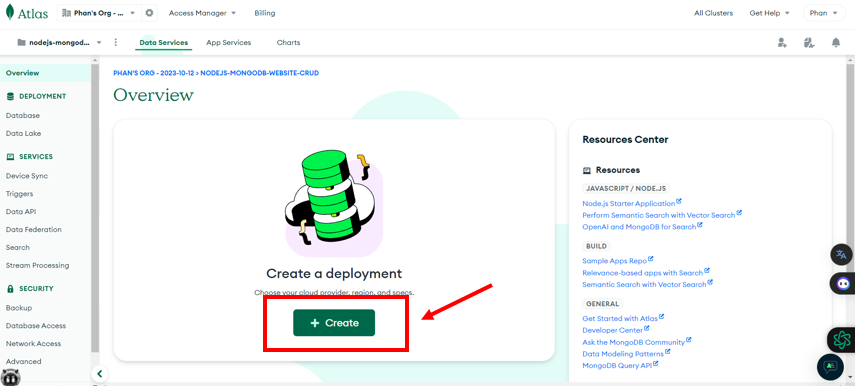 Atlas
Phan's Org - ...
Access Manager
Billing
All Clusters
Get Help
Phan
nodejs-mongod...
Data Services
App Services
Charts
Overview
DEPLOYMENT
Database
Data Lake
SERVICES
Device Sync
Triggers
Data API
Data Federation
Search
Stream Processing
SECURITY
Backup
Database Access
Network Access
Advanced
PHAN'S ORG - 2023-10-12 > NODEJS-MONGODB-WEBSITE-CRUD
Overview
Create a deployment
Choose your cloud provider, region, and specs.
+ Create
Resources Center
Resources
JAVASCRIPT / NODE.JS
Node.js Starter Application
Perform Semantic Search with Vector Search
OpenAI and MongoDB for Search
BUILD
Sample Apps Repo
Relevance-based apps with Search
Semantic Search with Vector Search
GENERAL
Get Started with Atlas
Developer Center
Ask the MongoDB Community
Data Modeling Patterns
MongoDB Query API